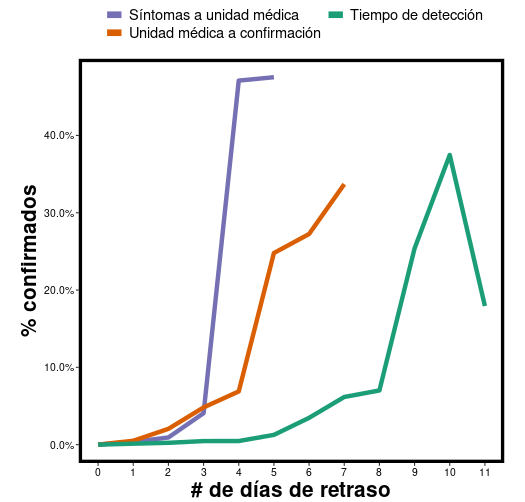 Síntomas a unidad médica
Tiempo de detección
Unidad médica a confirmación
% confirmados
40.0%
30.0%
20.0%
10.0%
0.0%
0 1 2 3 4 5 6 7 8 9 10 11
# de días de retraso